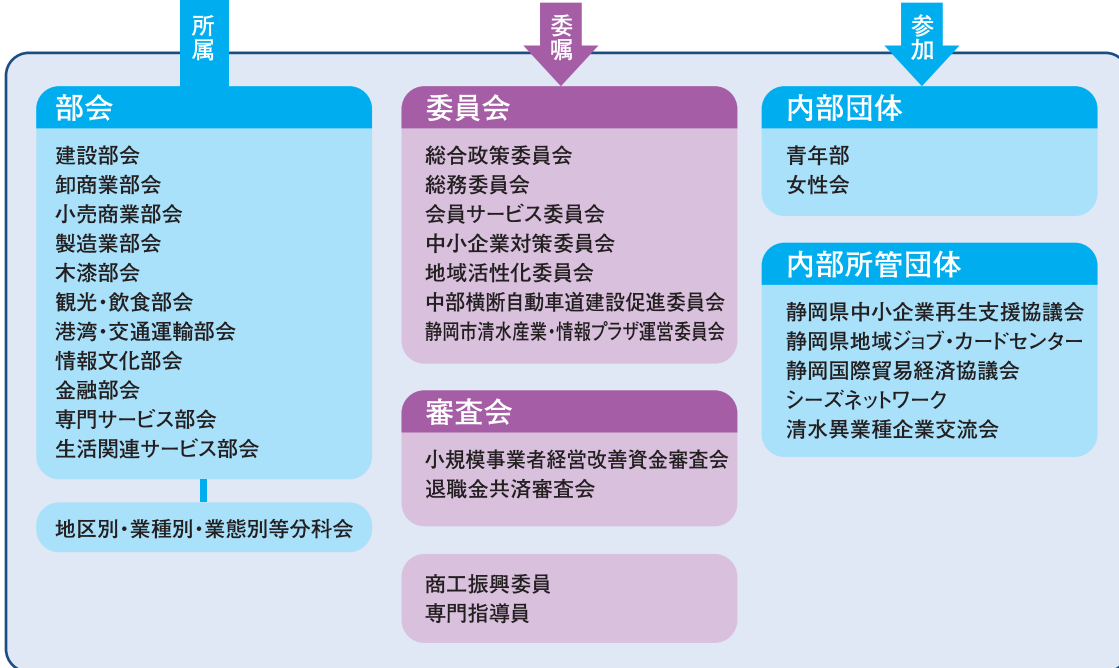 所属
部会
建設部会
卸商業部会
小売商業部会
製造業部会
木漆部会
観光・飲食部会
港湾・交通運輸部会
情報文化部会
金融部会
専門サービス部会
生活関連サービス部会
地区別・業種別・業態別等分科会
委嘱
委員会
総合政策委員会
総務委員会
会員サービス委員会
中小企業対策委員会
地域活性化委員会
中部横断自動車道建設促進委員会
静岡市清水産業・情報プラザ運営委員会
審査会
小規模事業者経営改善資金審査会
退職金共済審査会
商工振興委員
専門指導員
参加
内部団体
青年部
女性会
内部所管団体
静岡県中小企業再生支援協議会
静岡県地域ジョブ・カードセンター
静岡国際貿易経済協議会
シーズネットワーク
清水異業種企業交流会